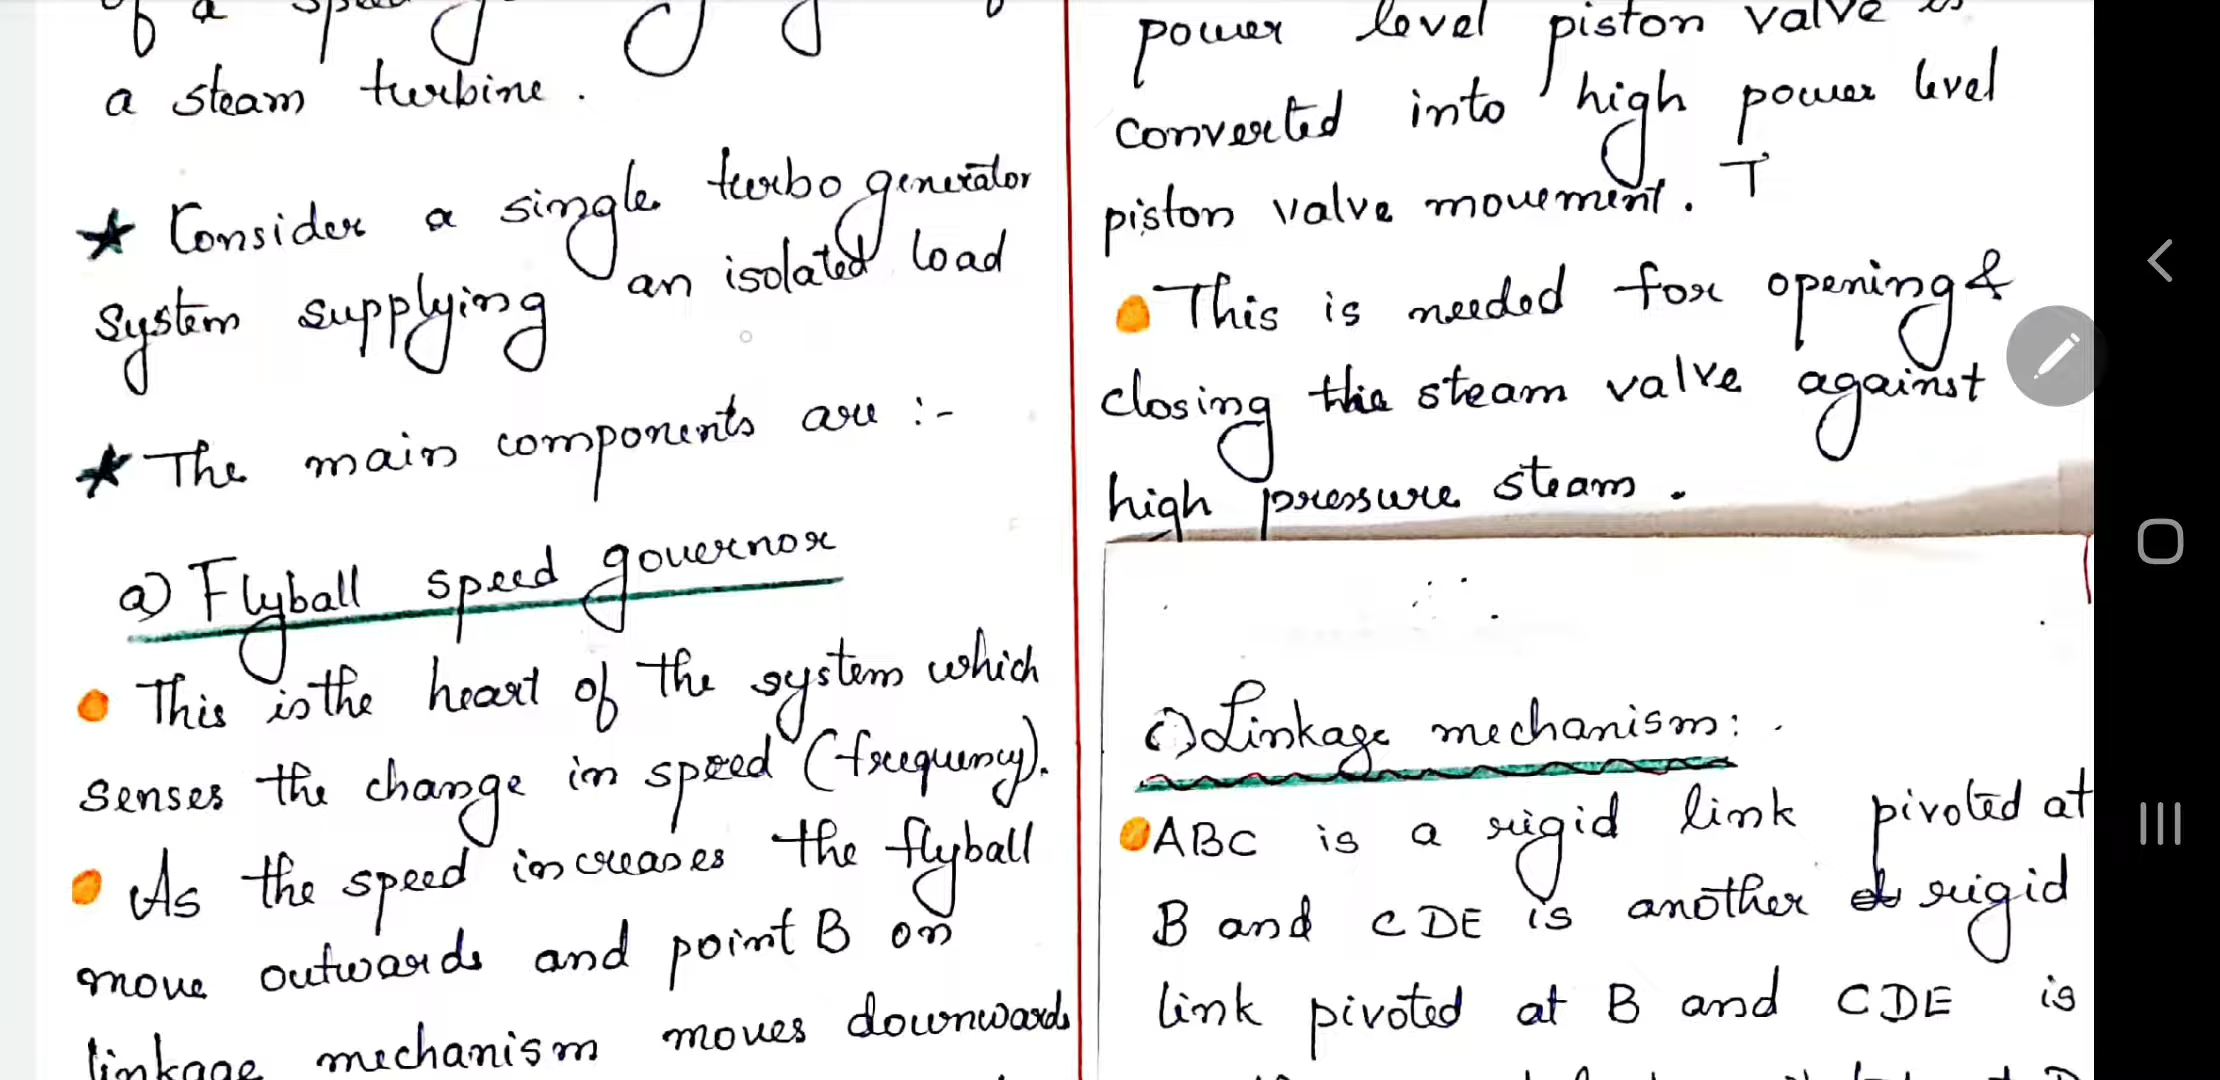 of a
a steam turbine.
★ Consider a single turbo generator
system supplying an isolated load
★ The main components are :-
a) Flyball speed governor
This is the heart of the system which
senses the change in speed (frequency).
As the speed increases the flyball
move outwards and point B on
linkage mechanism moves downwards
power level piston valve is
converted into high power level
piston valve movement. T
This is needed for opening &
closing the steam valve against
high pressure steam.
c) Linkage mechanism:
ABC is a rigid link pivoted at
B and CDE is another rigid
link pivoted at B and CDE is